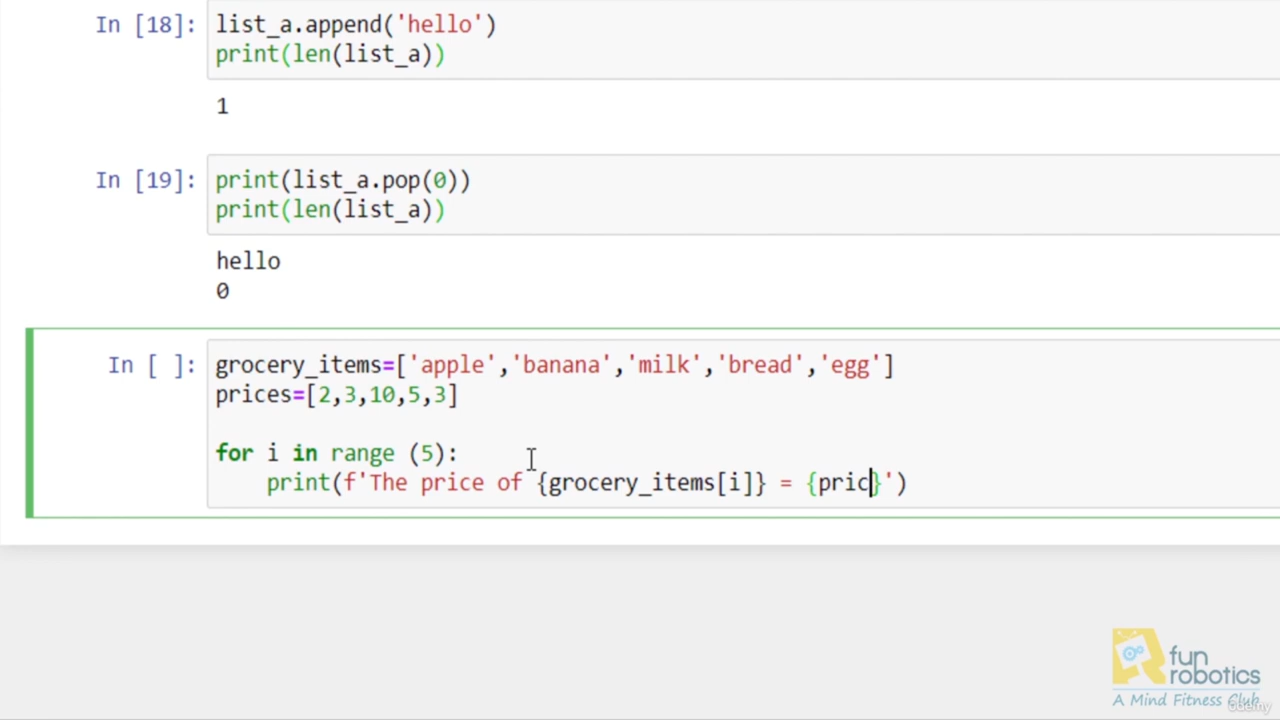 In [18]: list_a.append('hello')
print(len(list_a))
1
In [19]: print(list_a.pop(0))
print(len(list_a))
hello
0
In [ ]: grocery_items=['apple','banana','milk','bread','egg']
prices=[2,3,10,5,3]
for i in range (5):
    print(f'The price of {grocery_items[i]} = {pric}')
fun
robotics
A Mind Fitness Club
udemy